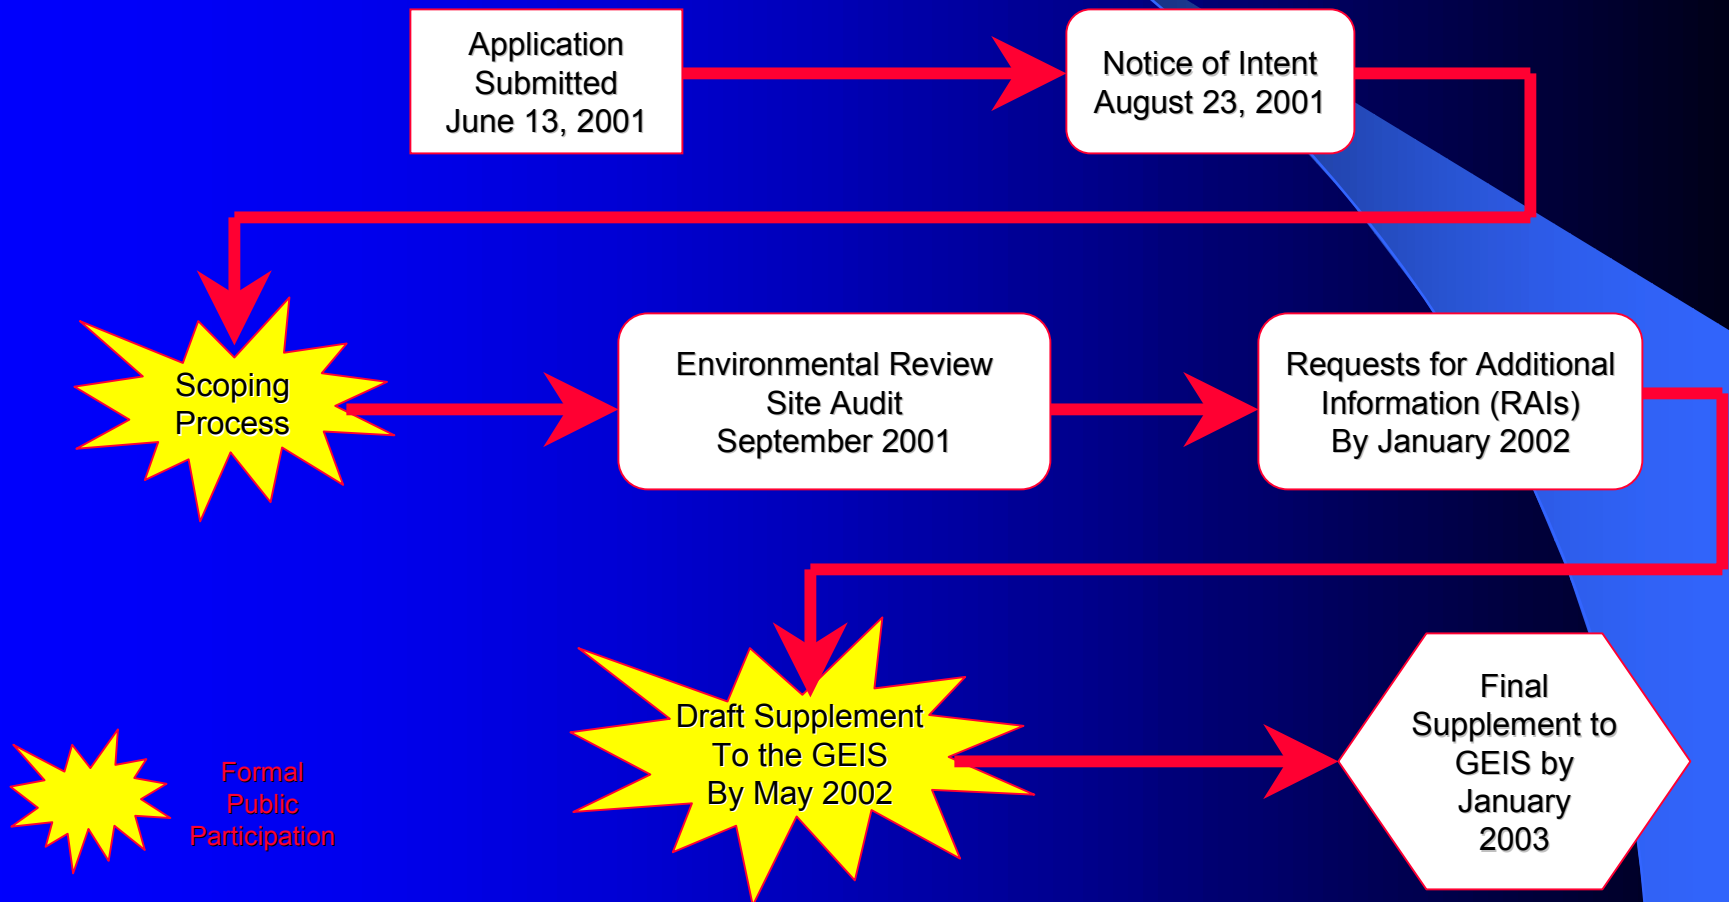 Application
Submitted
June 13, 2001
Notice of Intent
August 23, 2001
Scoping
Process
Environmental Review
Site Audit
September 2001
Requests for Additional
Information (RAIs)
By January 2002
Draft Supplement
To the GEIS
By May 2002
Final
Supplement to
GEIS by
January
2003
Formal
Public
Participation